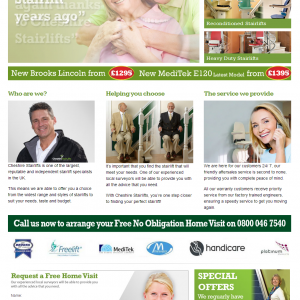 Stairlift
years ago"
again thanks
to Cheshire
Stairlifts"
Reconditioned Stairlifts
Heavy Duty Stairlifts
New Brooks Lincoln from £1295 New MediTek E120 Latest Model from £1395
Who are we?
Cheshire Stairlifts is one of the largest,
reputable and independent stairlift specialists
in the UK.
This means we are able to offer you a choice
from the widest range and styles of stairlifts to
suit your needs, taste and budget.
Helping you choose
It's important that you find the stairlift that will
meet your needs. One of our experienced
local surveyors will be able to provide you with
all the advice that you need
With Cheshire Stairlifts, you're one step closer
to finding your perfect stairlift!
The service we provide
We are here for our customers 24/7, our
friendly aftersales service is second to none,
providing you with complete peace of mind.
All our warranty customers receive priority
service from our factory trained engineers,
ensuring an ongoing service to depend on.
Call us now to arrange your Free No Obligation Home Visit on 0800 046 7540
Freelift
MediTek
handicare
platinum
Request a Free Home Visit
Our experienced local surveyors will be able to provide you
with all the advice that you need.
Name:
SPECIAL
OFFERS
We regularly have